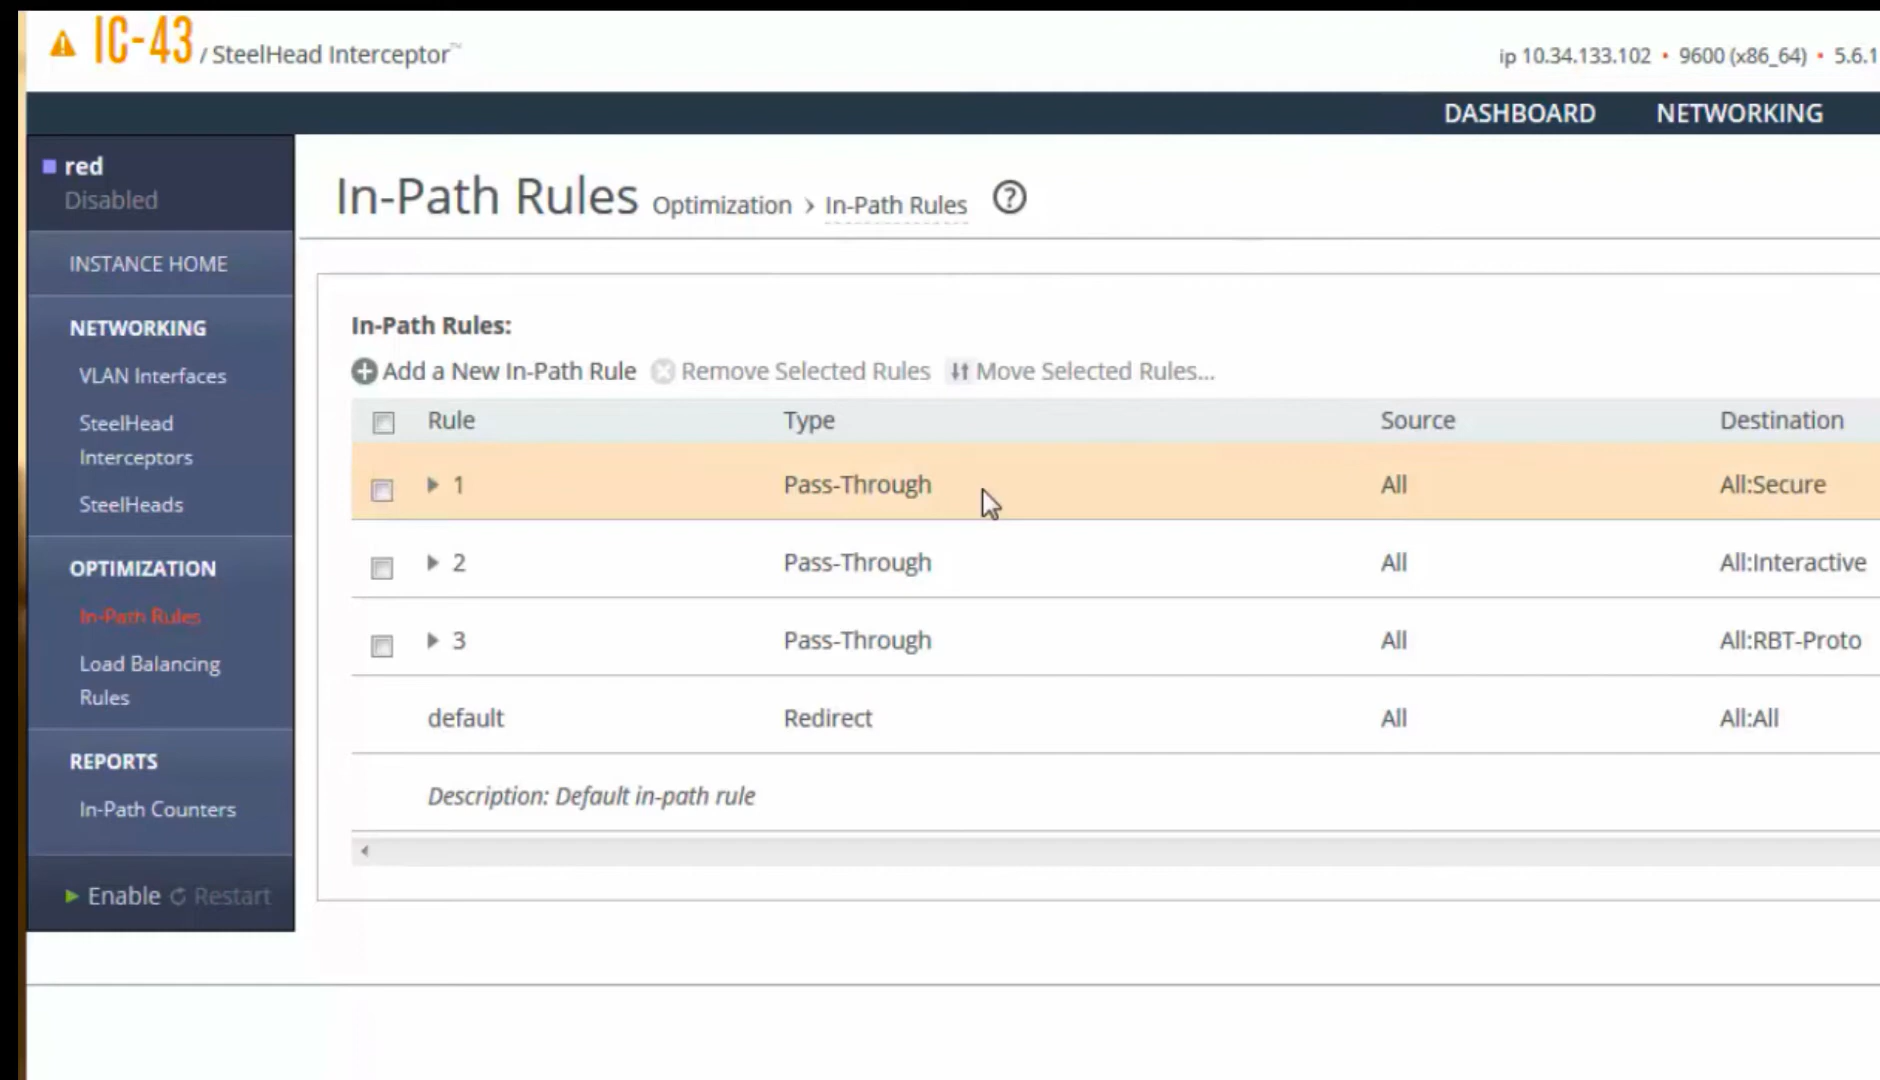 IC-43 / SteelHead Interceptor™
ip 10.34.133.102 • 9600 (x86_64) • 5.6.1
DASHBOARD NETWORKING
red
Disabled
INSTANCE HOME
NETWORKING
VLAN Interfaces
SteelHead
Interceptors
SteelHeads
OPTIMIZATION
In-Path Rules
Load Balancing
Rules
REPORTS
In-Path Counters
Enable Restart
In-Path Rules Optimization › In-Path Rules ?
In-Path Rules:
Add a New In-Path Rule Remove Selected Rules Move Selected Rules...
Rule Type Source Destination
1 Pass-Through All All:Secure
2 Pass-Through All All:Interactive
3 Pass-Through All All:RBT-Proto
default Redirect All All:All
Description: Default in-path rule